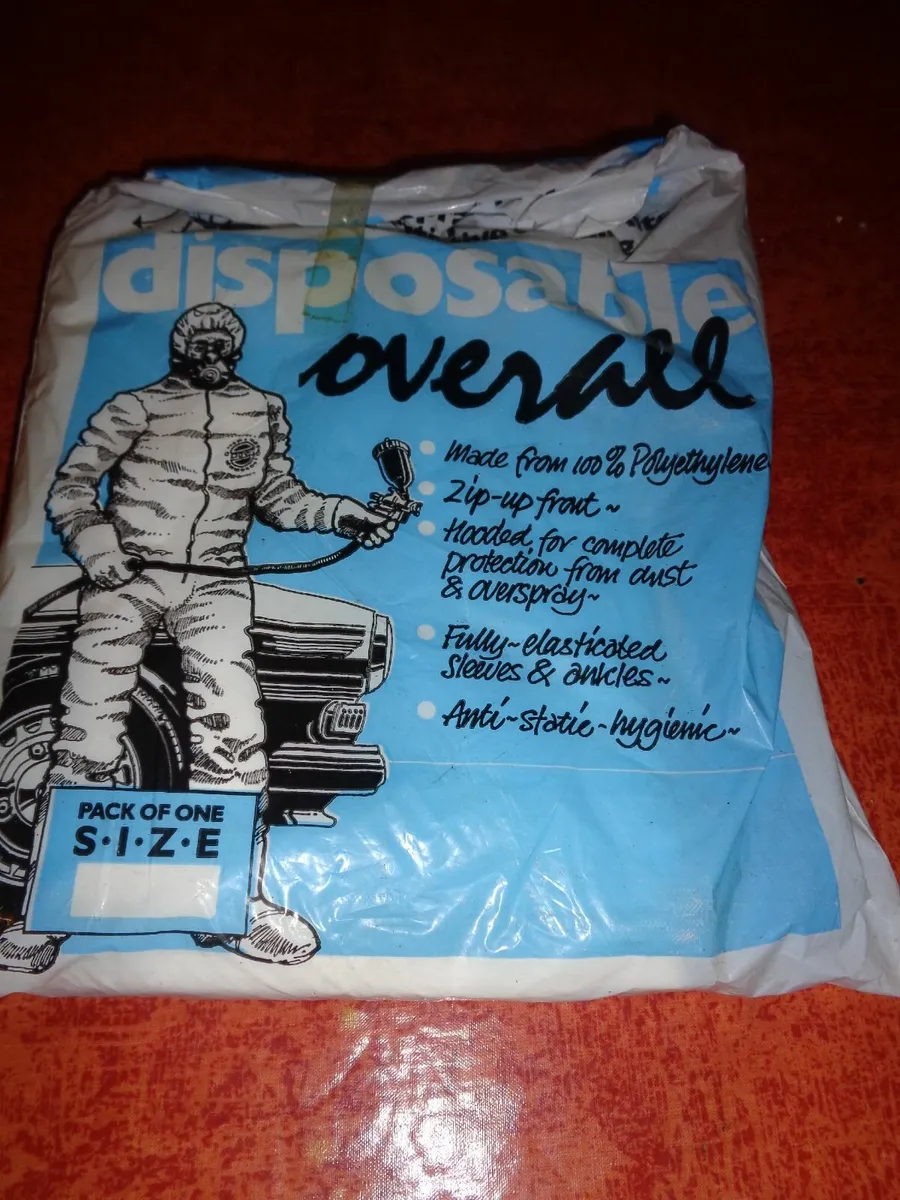 disposable
overall
Made from 100% Polyethylene
Zip-up front ~
Hooded for complete
protection from dust
& overspray~
Fully-elasticated
sleeves & ankles~
Anti-static-hygienic~
PACK OF ONE
S·I·Z·E